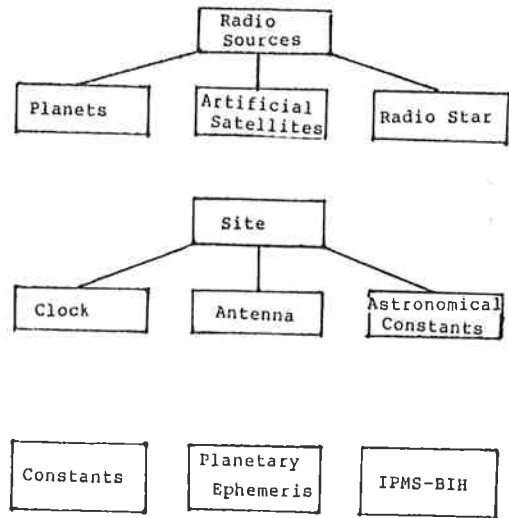 Radio
Sources
Planets
Artificial
Satellites
Radio Star
Site
Clock
Antenna
Astronomical
Constants
Constants
Planetary
Ephemeris
IPMS-BIH